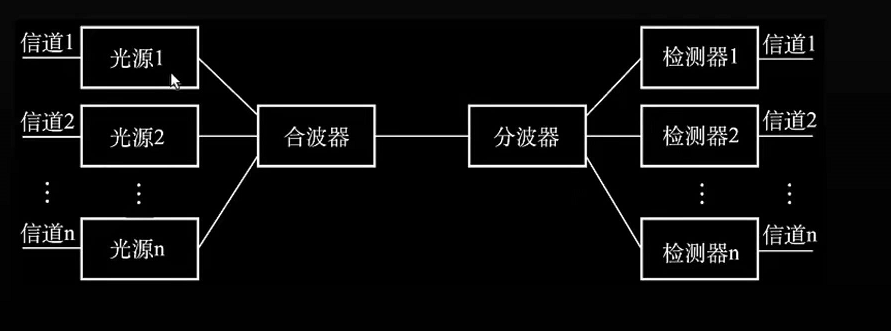 信道1
光源1
检测器1
信道1
信道2
光源2
合波器
分波器
检测器2
信道2
信道n
光源n
检测器n
信道n